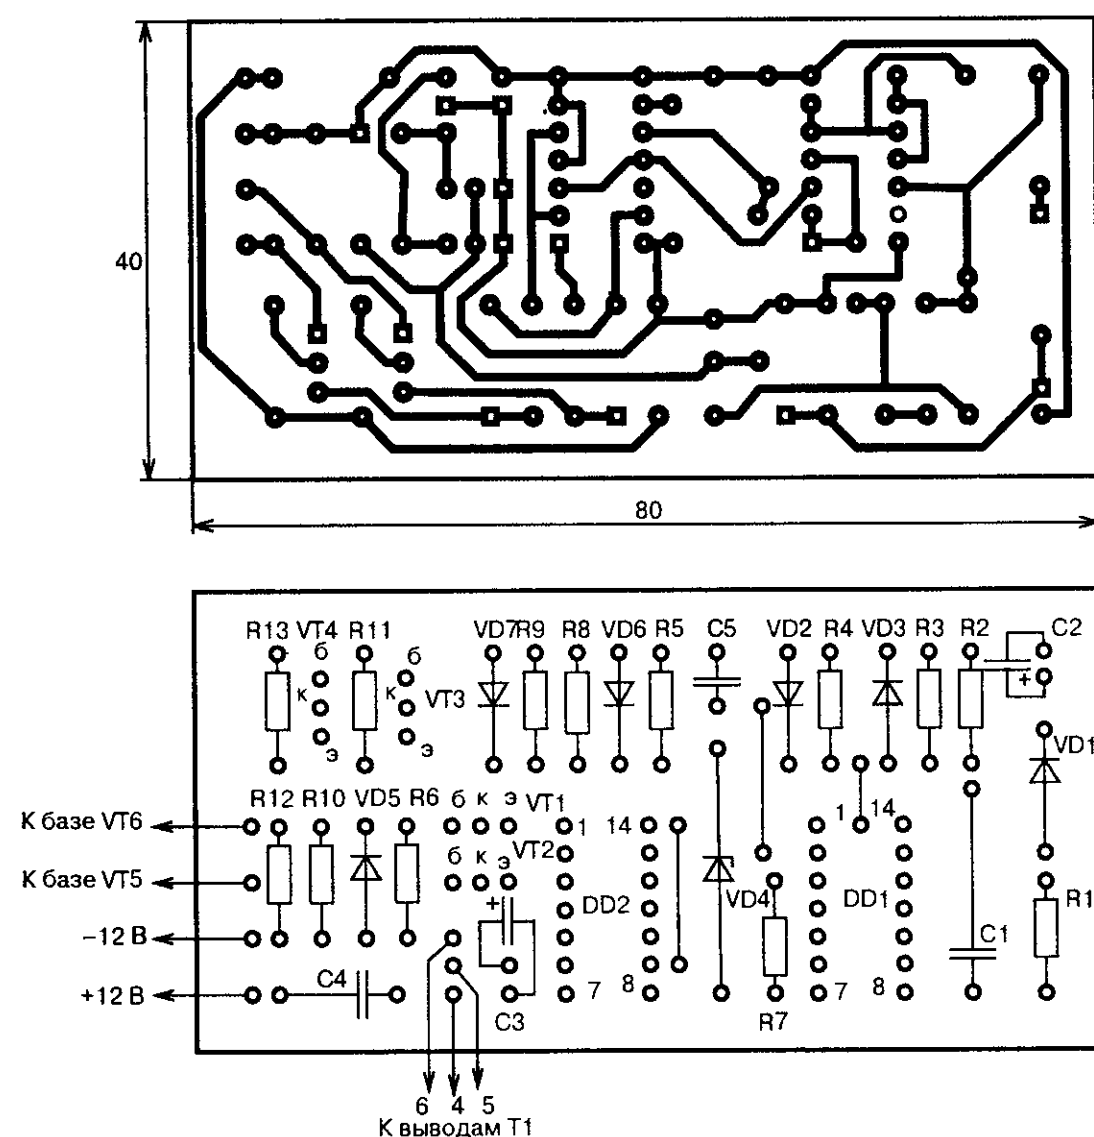 40
80
R13 VT4 R11 VD7 R9 R8 VD6 R5 C5 VD2 R4 VD3 R3 R2 C2
б б
к к VT3 +
э э VD1
R12 R10 VD5 R6 б к э VT1
К базе VT6 1 14 1 14
б к э VT2
К базе VT5 + DD2 VD4 DD1 R1
−12 В C1
+12 В C4 C3 7 8 R7 7 8
6 4 5
К выводам T1